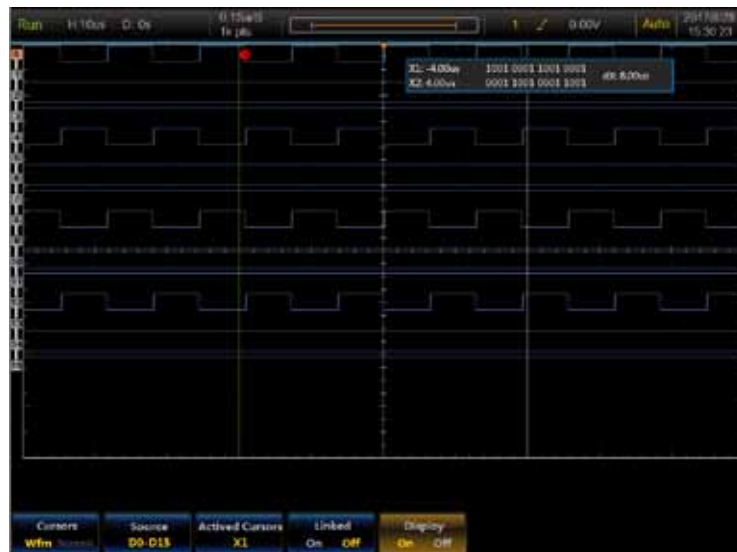 Run H:10us D: 0s 1k pts 1 0.00V Auto
15:30
X1: -4.00us 1001 0001 1001 0001
X2: 4.00us 0001 1001 0001 1001 dX: 8.00us
Cursors Source Actived Cursors Linked Display
Wfm D0-D15 X1 On Off On Off